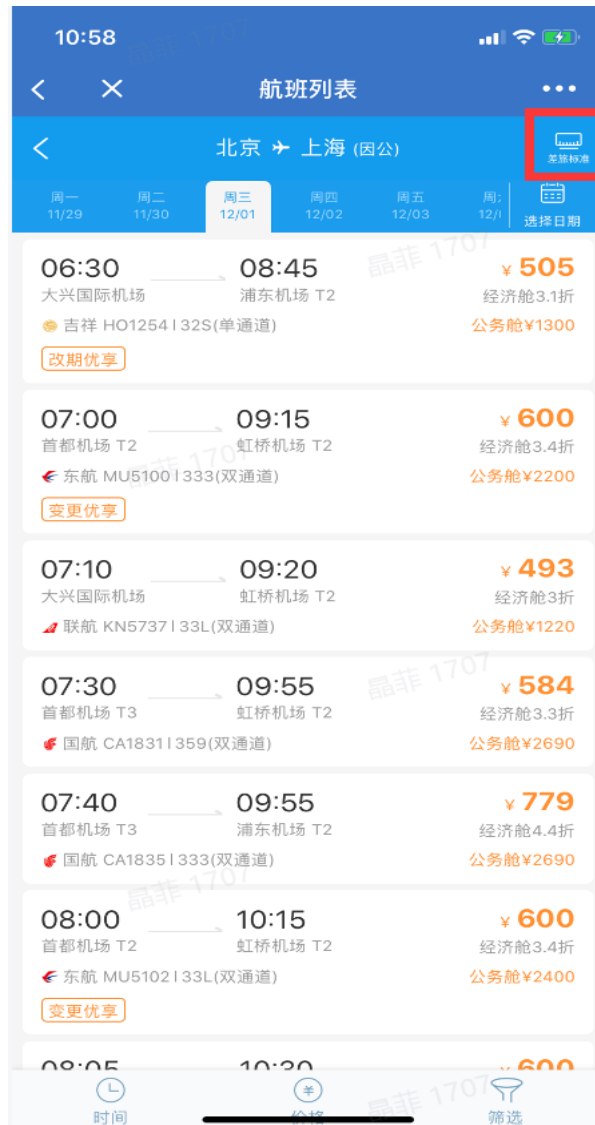 10:58
航班列表
北京 上海 (因公)
差旅标准
周一 周二 周三 周四 周五
11/29 11/30 12/01 12/02 12/03
选择日期
06:30 08:45 ¥ 505
大兴国际机场 浦东机场 T2 经济舱3.1折
吉祥 HO1254 | 32S(单通道) 公务舱¥1300
改期优享
07:00 09:15 ¥ 600
首都机场 T2 虹桥机场 T2 经济舱3.4折
东航 MU5100 | 333(双通道) 公务舱¥2200
变更优享
07:10 09:20 ¥ 493
大兴国际机场 虹桥机场 T2 经济舱3折
联航 KN5737 | 33L(双通道) 公务舱¥1220
07:30 09:55 ¥ 584
首都机场 T3 虹桥机场 T2 经济舱3.3折
国航 CA1831 | 359(双通道) 公务舱¥2690
07:40 09:55 ¥ 779
首都机场 T3 浦东机场 T2 经济舱4.4折
国航 CA1835 | 333(双通道) 公务舱¥2690
08:00 10:15 ¥ 600
首都机场 T2 虹桥机场 T2 经济舱3.4折
东航 MU5102 | 33L(双通道) 公务舱¥2400
变更优享
08:05 10:30 ¥ 600
时间 价格 筛选
晶菲 1707